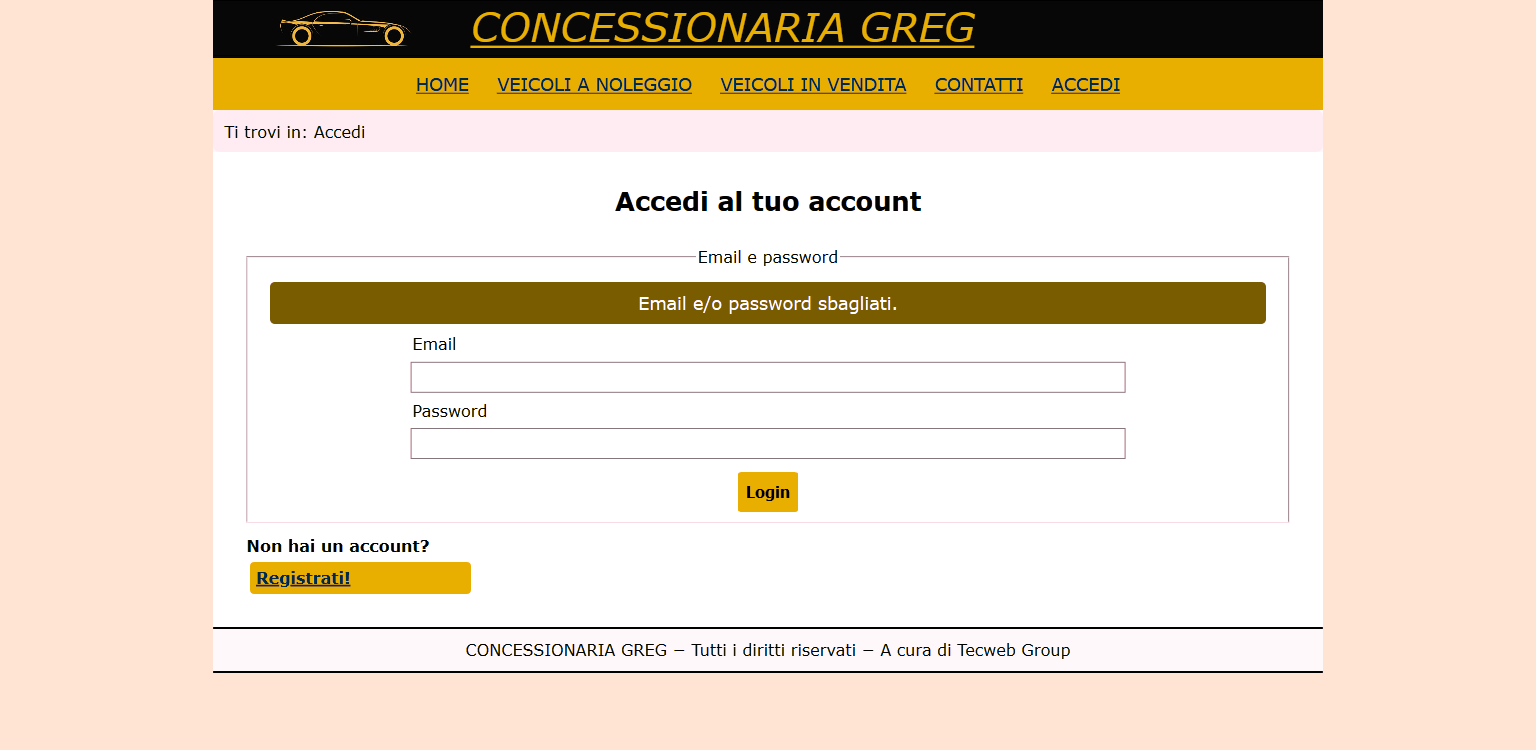 CONCESSIONARIA GREG
HOME VEICOLI A NOLEGGIO VEICOLI IN VENDITA CONTATTI ACCEDI
Ti trovi in: Accedi
Accedi al tuo account
Email e password
Email e/o password sbagliati.
Email
Password
Login
Non hai un account?
Registrati!
CONCESSIONARIA GREG − Tutti i diritti riservati − A cura di Tecweb Group